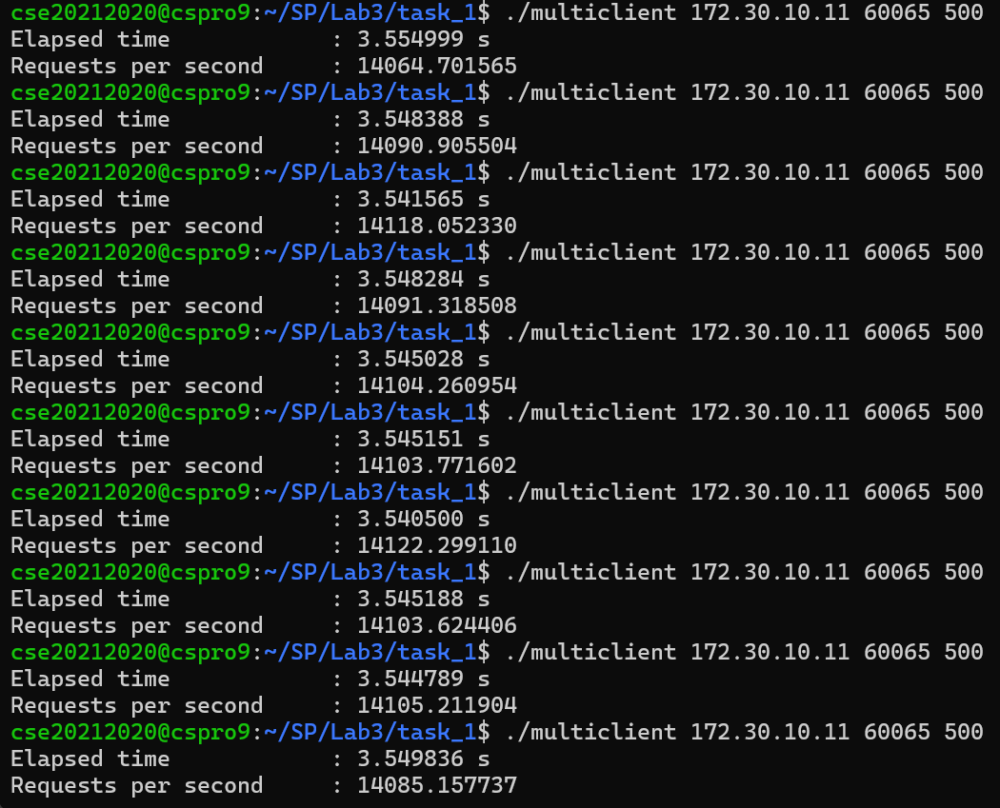 cse20212020@cspro9:~/SP/Lab3/task_1$ ./multiclient 172.30.10.11 60065 500
Elapsed time             : 3.554999 s
Requests per second      : 14064.701565
cse20212020@cspro9:~/SP/Lab3/task_1$ ./multiclient 172.30.10.11 60065 500
Elapsed time             : 3.548388 s
Requests per second      : 14090.905504
cse20212020@cspro9:~/SP/Lab3/task_1$ ./multiclient 172.30.10.11 60065 500
Elapsed time             : 3.541565 s
Requests per second      : 14118.052330
cse20212020@cspro9:~/SP/Lab3/task_1$ ./multiclient 172.30.10.11 60065 500
Elapsed time             : 3.548284 s
Requests per second      : 14091.318508
cse20212020@cspro9:~/SP/Lab3/task_1$ ./multiclient 172.30.10.11 60065 500
Elapsed time             : 3.545028 s
Requests per second      : 14104.260954
cse20212020@cspro9:~/SP/Lab3/task_1$ ./multiclient 172.30.10.11 60065 500
Elapsed time             : 3.545151 s
Requests per second      : 14103.771602
cse20212020@cspro9:~/SP/Lab3/task_1$ ./multiclient 172.30.10.11 60065 500
Elapsed time             : 3.540500 s
Requests per second      : 14122.299110
cse20212020@cspro9:~/SP/Lab3/task_1$ ./multiclient 172.30.10.11 60065 500
Elapsed time             : 3.545188 s
Requests per second      : 14103.624406
cse20212020@cspro9:~/SP/Lab3/task_1$ ./multiclient 172.30.10.11 60065 500
Elapsed time             : 3.544789 s
Requests per second      : 14105.211904
cse20212020@cspro9:~/SP/Lab3/task_1$ ./multiclient 172.30.10.11 60065 500
Elapsed time             : 3.549836 s
Requests per second      : 14085.157737